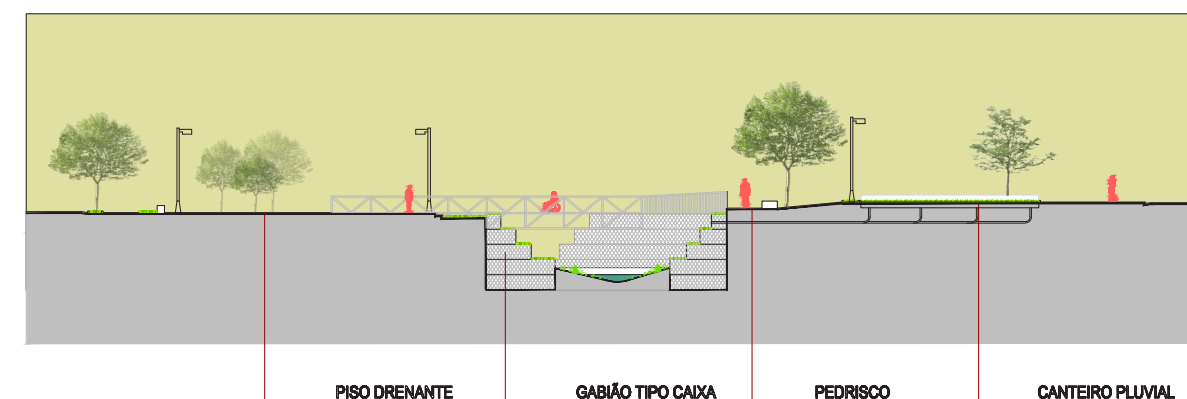 PISO DRENANTE
GABIÃO TIPO CAIXA
PEDRISCO
CANTEIRO PLUVIAL